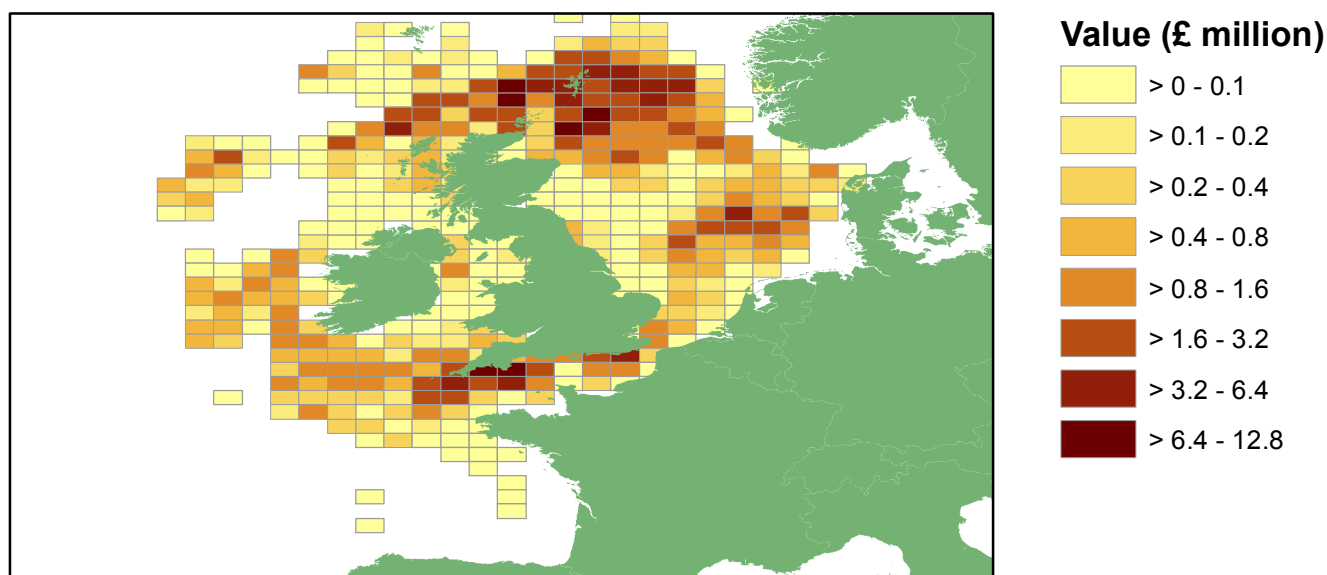 Value (£ million)
> 0 - 0.1
> 0.1 - 0.2
> 0.2 - 0.4
> 0.4 - 0.8
> 0.8 - 1.6
> 1.6 - 3.2
> 3.2 - 6.4
> 6.4 - 12.8